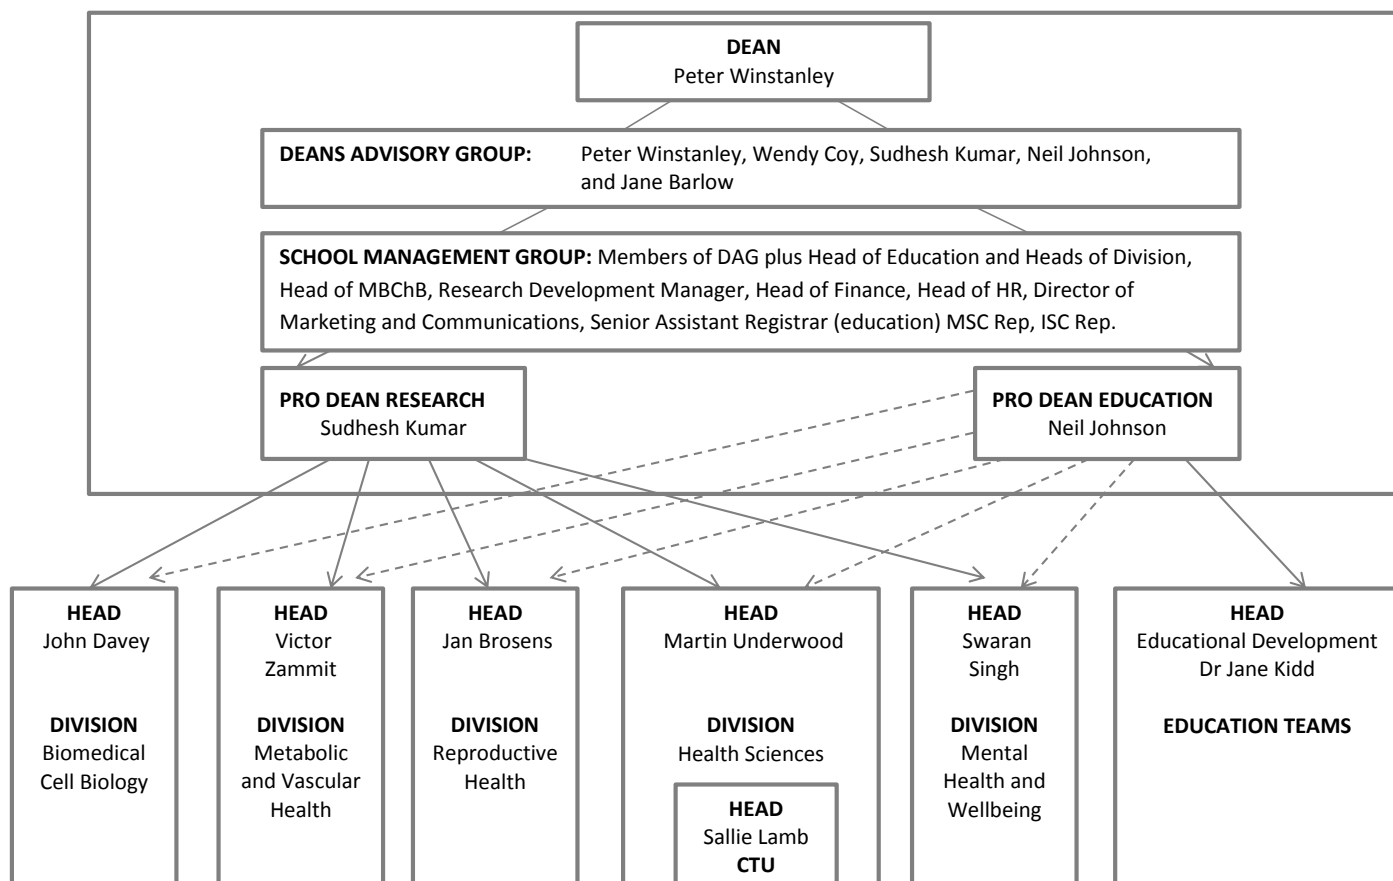 DEAN
Peter Winstanley
DEANS ADVISORY GROUP: Peter Winstanley, Wendy Coy, Sudhesh Kumar, Neil Johnson,
and Jane Barlow
SCHOOL MANAGEMENT GROUP: Members of DAG plus Head of Education and Heads of Division,
Head of MBChB, Research Development Manager, Head of Finance, Head of HR, Director of
Marketing and Communications, Senior Assistant Registrar (education) MSC Rep, ISC Rep.
PRO DEAN RESEARCH
Sudhesh Kumar
PRO DEAN EDUCATION
Neil Johnson
HEAD
John Davey
DIVISION
Biomedical
Cell Biology
HEAD
Victor
Zammit
DIVISION
Metabolic
and Vascular
Health
HEAD
Jan Brosens
DIVISION
Reproductive
Health
HEAD
Martin Underwood
DIVISION
Health Sciences
HEAD
Sallie Lamb
CTU
HEAD
Swaran
Singh
DIVISION
Mental
Health and
Wellbeing
HEAD
Educational Development
Dr Jane Kidd
EDUCATION TEAMS